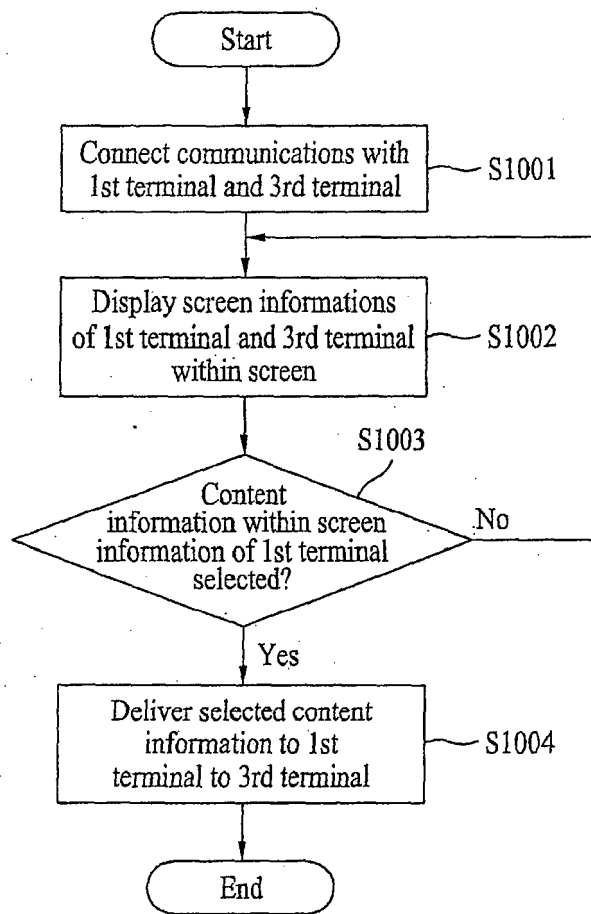 Start
Connect communications with
1st terminal and 3rd terminal
S1001
Display screen informations
of 1st terminal and 3rd terminal
within screen
S1002
S1003
Content
information within screen
information of 1st terminal
selected?
No
Yes
Deliver selected content
information to 1st
terminal to 3rd terminal
S1004
End